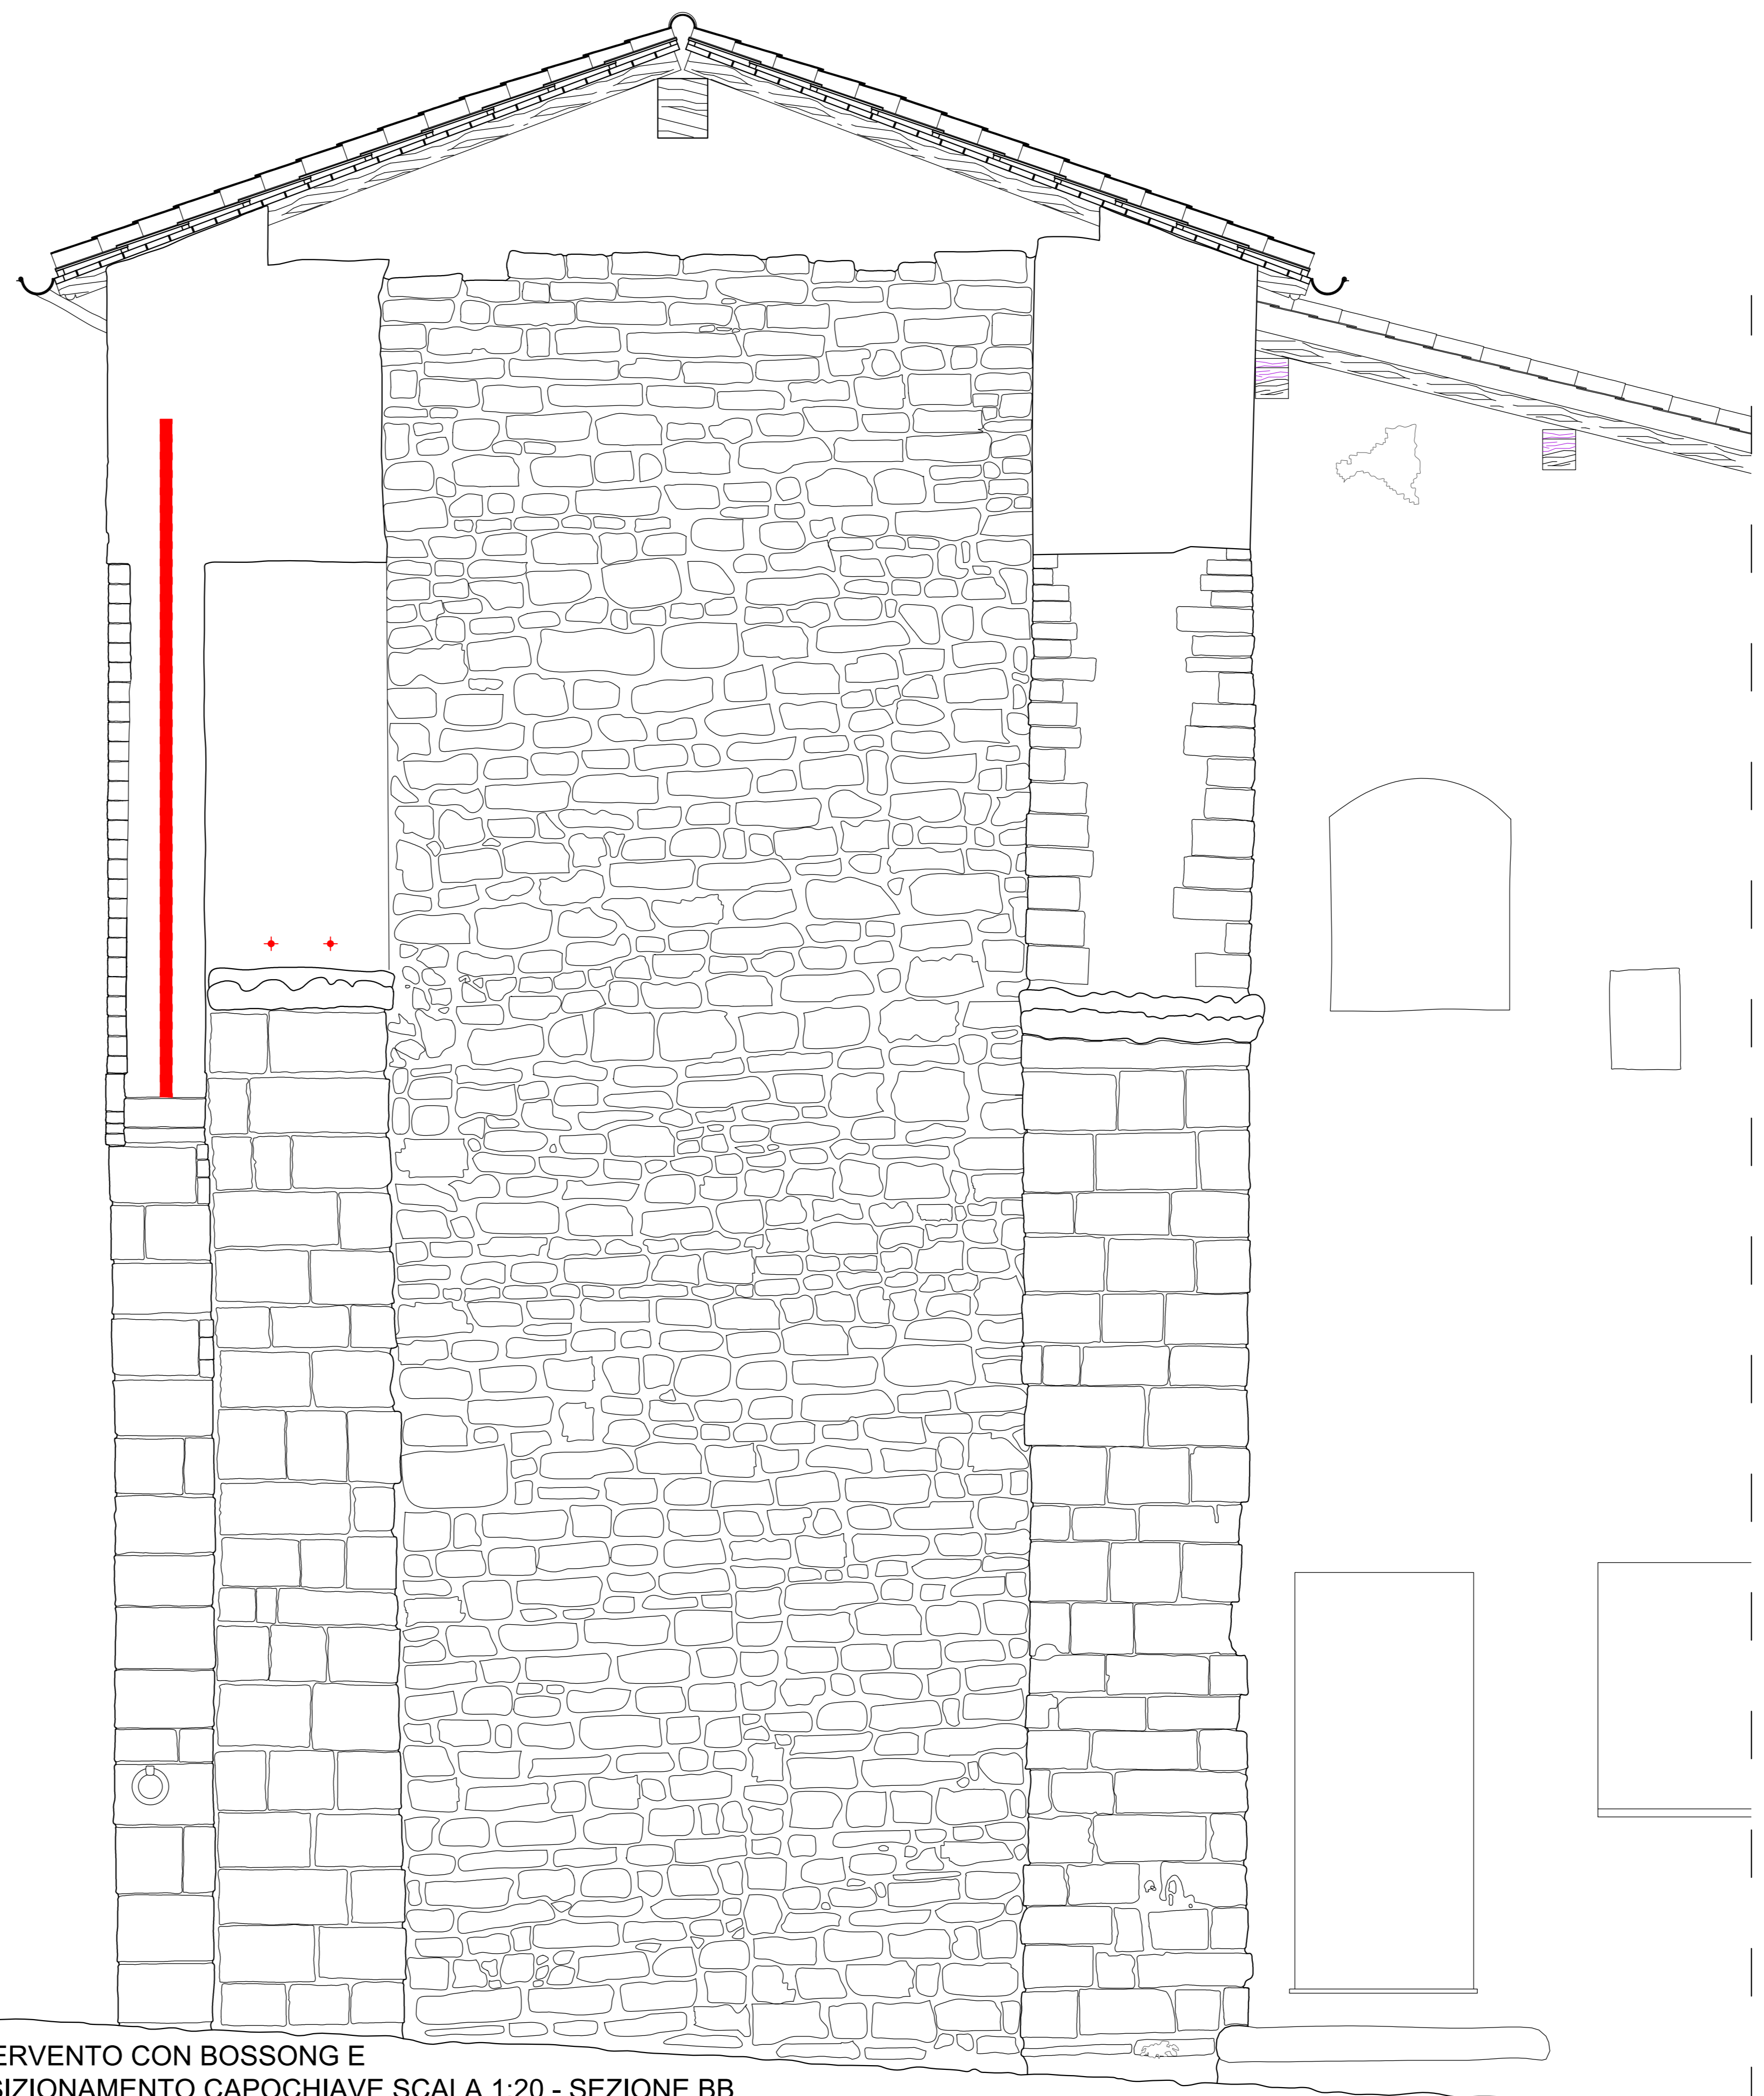 ERVENTO CON BOSSONG E
SIZIONAMENTO CAPOCHIAVE SCALA 1:20 - SEZIONE BB